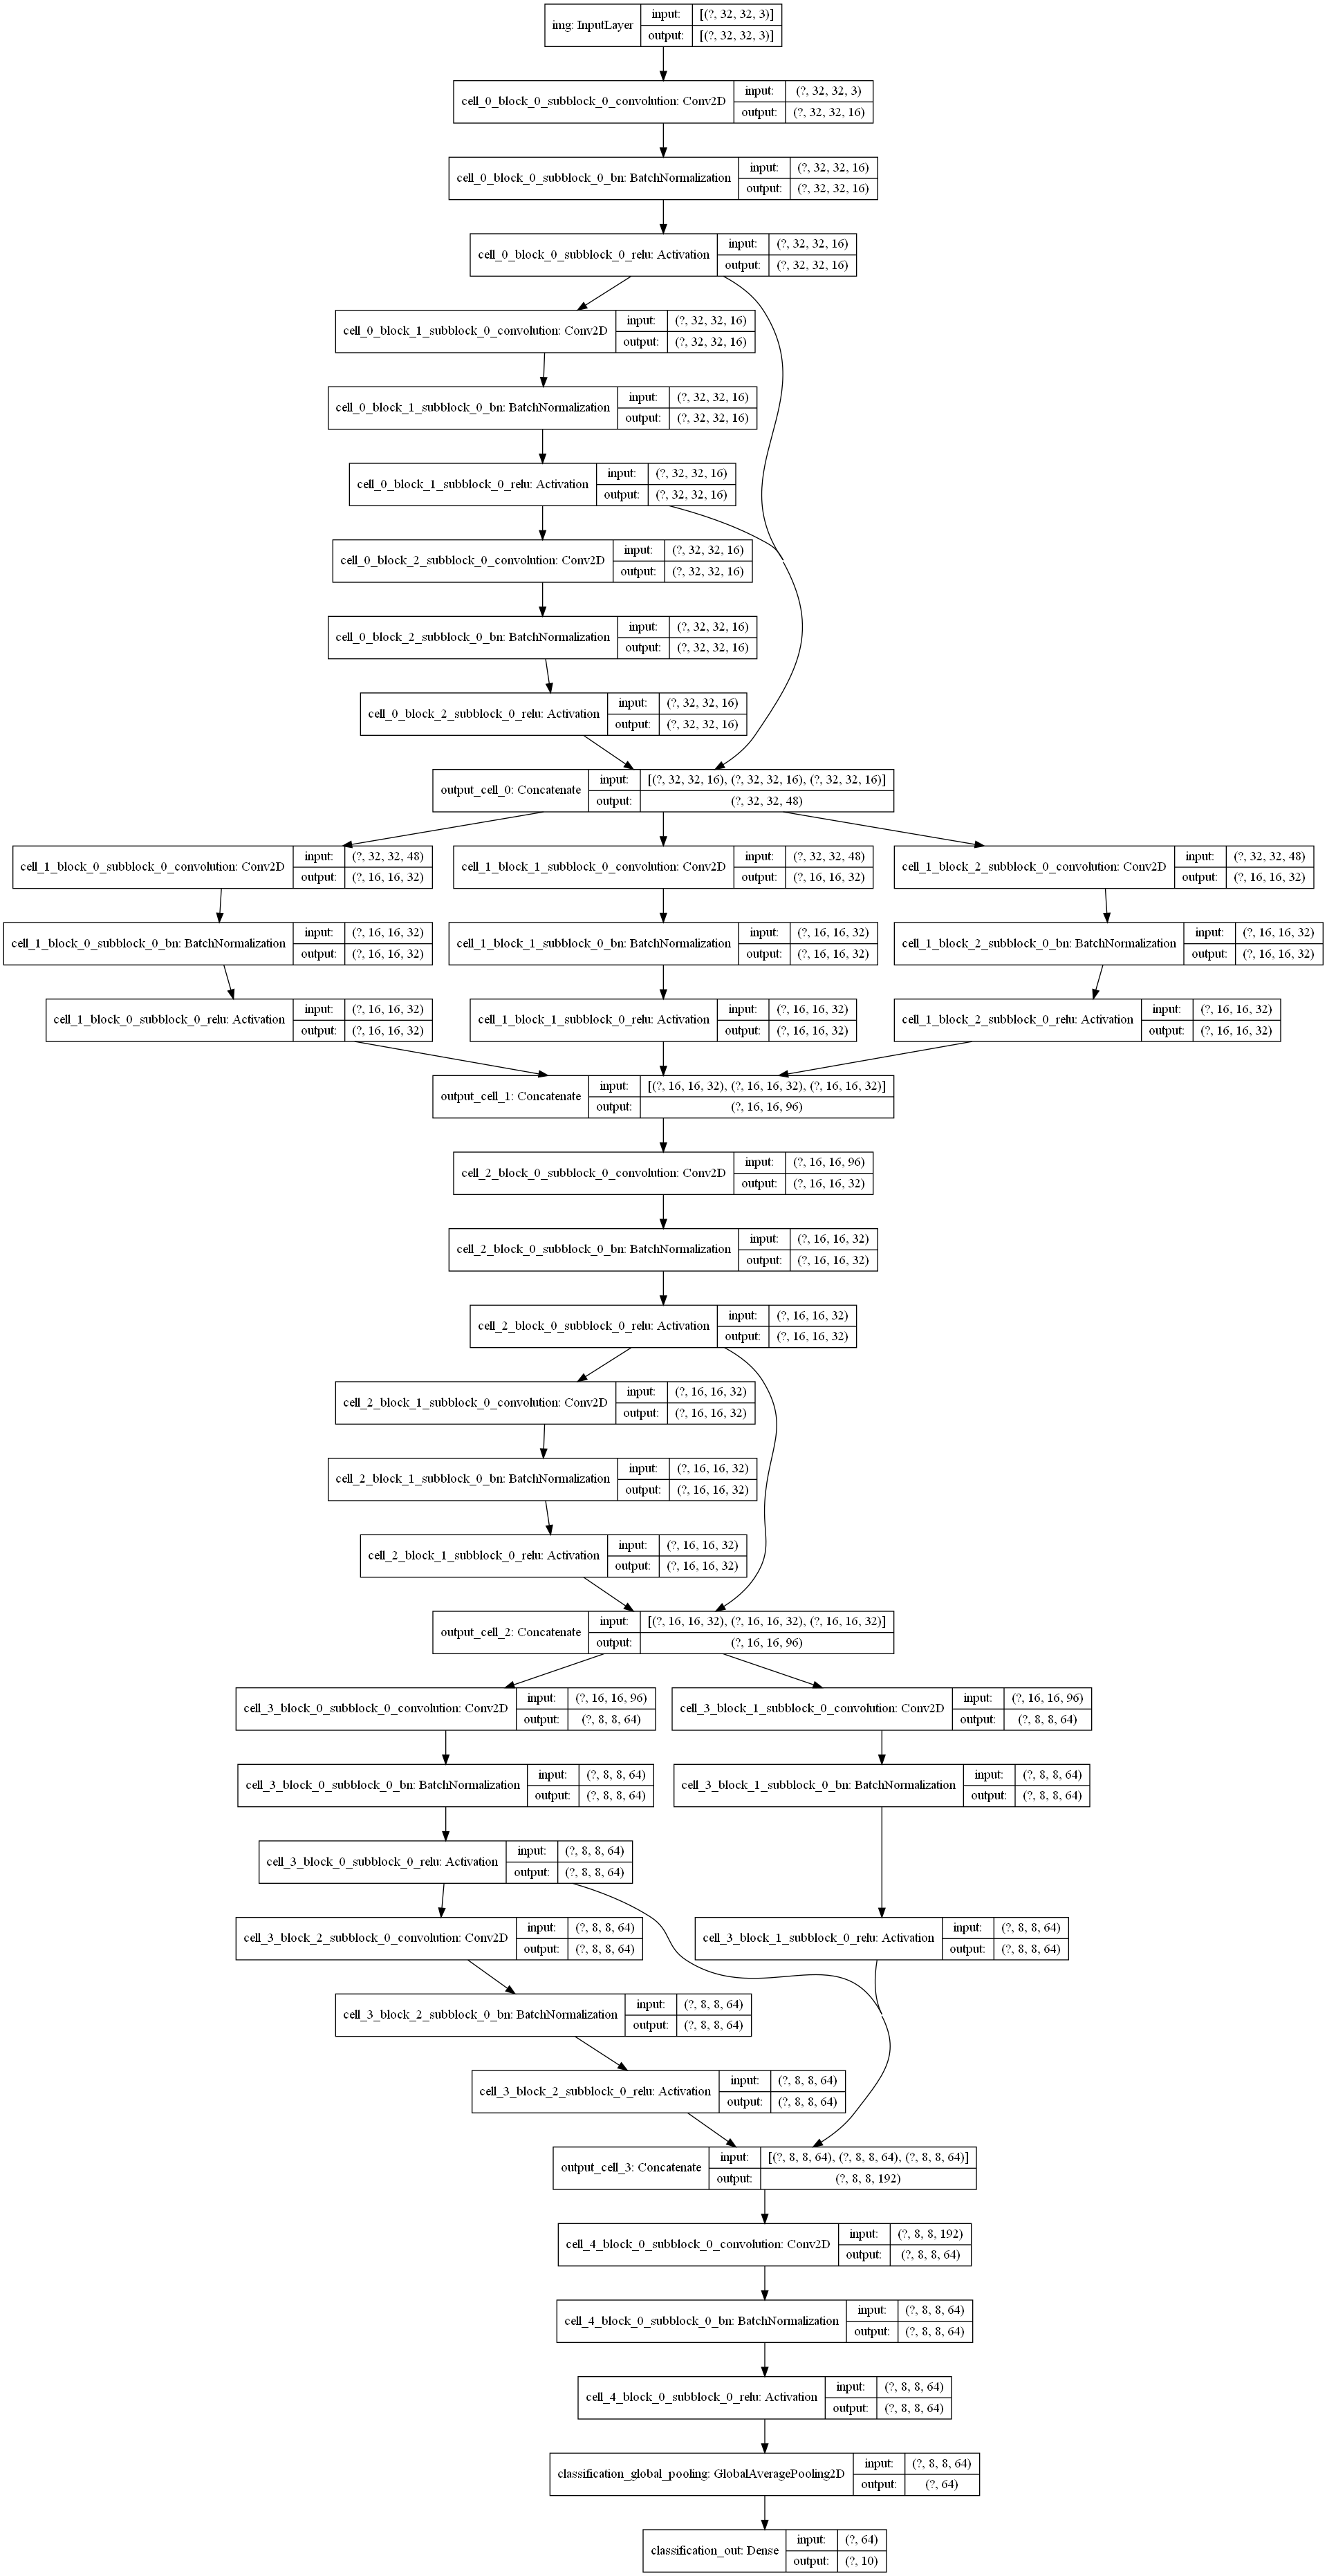 img: InputLayer
input: [(?, 32, 32, 3)]
output: [(?, 32, 32, 3)]
cell_0_block_0_subblock_0_convolution: Conv2D
input: (?, 32, 32, 3)
output: (?, 32, 32, 16)
cell_0_block_0_subblock_0_bn: BatchNormalization
input: (?, 32, 32, 16)
output: (?, 32, 32, 16)
cell_0_block_0_subblock_0_relu: Activation
input: (?, 32, 32, 16)
output: (?, 32, 32, 16)
cell_0_block_1_subblock_0_convolution: Conv2D
input: (?, 32, 32, 16)
output: (?, 32, 32, 16)
cell_0_block_1_subblock_0_bn: BatchNormalization
input: (?, 32, 32, 16)
output: (?, 32, 32, 16)
cell_0_block_1_subblock_0_relu: Activation
input: (?, 32, 32, 16)
output: (?, 32, 32, 16)
cell_0_block_2_subblock_0_convolution: Conv2D
input: (?, 32, 32, 16)
output: (?, 32, 32, 16)
cell_0_block_2_subblock_0_bn: BatchNormalization
input: (?, 32, 32, 16)
output: (?, 32, 32, 16)
cell_0_block_2_subblock_0_relu: Activation
input: (?, 32, 32, 16)
output: (?, 32, 32, 16)
output_cell_0: Concatenate
input: [(?, 32, 32, 16), (?, 32, 32, 16), (?, 32, 32, 16)]
output: (?, 32, 32, 48)
cell_1_block_0_subblock_0_convolution: Conv2D
input: (?, 32, 32, 48)
output: (?, 16, 16, 32)
cell_1_block_1_subblock_0_convolution: Conv2D
input: (?, 32, 32, 48)
output: (?, 16, 16, 32)
cell_1_block_2_subblock_0_convolution: Conv2D
input: (?, 32, 32, 48)
output: (?, 16, 16, 32)
cell_1_block_0_subblock_0_bn: BatchNormalization
input: (?, 16, 16, 32)
output: (?, 16, 16, 32)
cell_1_block_1_subblock_0_bn: BatchNormalization
input: (?, 16, 16, 32)
output: (?, 16, 16, 32)
cell_1_block_2_subblock_0_bn: BatchNormalization
input: (?, 16, 16, 32)
output: (?, 16, 16, 32)
cell_1_block_0_subblock_0_relu: Activation
input: (?, 16, 16, 32)
output: (?, 16, 16, 32)
cell_1_block_1_subblock_0_relu: Activation
input: (?, 16, 16, 32)
output: (?, 16, 16, 32)
cell_1_block_2_subblock_0_relu: Activation
input: (?, 16, 16, 32)
output: (?, 16, 16, 32)
output_cell_1: Concatenate
input: [(?, 16, 16, 32), (?, 16, 16, 32), (?, 16, 16, 32)]
output: (?, 16, 16, 96)
cell_2_block_0_subblock_0_convolution: Conv2D
input: (?, 16, 16, 96)
output: (?, 16, 16, 32)
cell_2_block_0_subblock_0_bn: BatchNormalization
input: (?, 16, 16, 32)
output: (?, 16, 16, 32)
cell_2_block_0_subblock_0_relu: Activation
input: (?, 16, 16, 32)
output: (?, 16, 16, 32)
cell_2_block_1_subblock_0_convolution: Conv2D
input: (?, 16, 16, 32)
output: (?, 16, 16, 32)
cell_2_block_1_subblock_0_bn: BatchNormalization
input: (?, 16, 16, 32)
output: (?, 16, 16, 32)
cell_2_block_1_subblock_0_relu: Activation
input: (?, 16, 16, 32)
output: (?, 16, 16, 32)
output_cell_2: Concatenate
input: [(?, 16, 16, 32), (?, 16, 16, 32), (?, 16, 16, 32)]
output: (?, 16, 16, 96)
cell_3_block_0_subblock_0_convolution: Conv2D
input: (?, 16, 16, 96)
output: (?, 8, 8, 64)
cell_3_block_1_subblock_0_convolution: Conv2D
input: (?, 16, 16, 96)
output: (?, 8, 8, 64)
cell_3_block_0_subblock_0_bn: BatchNormalization
input: (?, 8, 8, 64)
output: (?, 8, 8, 64)
cell_3_block_1_subblock_0_bn: BatchNormalization
input: (?, 8, 8, 64)
output: (?, 8, 8, 64)
cell_3_block_0_subblock_0_relu: Activation
input: (?, 8, 8, 64)
output: (?, 8, 8, 64)
cell_3_block_2_subblock_0_convolution: Conv2D
input: (?, 8, 8, 64)
output: (?, 8, 8, 64)
cell_3_block_1_subblock_0_relu: Activation
input: (?, 8, 8, 64)
output: (?, 8, 8, 64)
cell_3_block_2_subblock_0_bn: BatchNormalization
input: (?, 8, 8, 64)
output: (?, 8, 8, 64)
cell_3_block_2_subblock_0_relu: Activation
input: (?, 8, 8, 64)
output: (?, 8, 8, 64)
output_cell_3: Concatenate
input: [(?, 8, 8, 64), (?, 8, 8, 64), (?, 8, 8, 64)]
output: (?, 8, 8, 192)
cell_4_block_0_subblock_0_convolution: Conv2D
input: (?, 8, 8, 192)
output: (?, 8, 8, 64)
cell_4_block_0_subblock_0_bn: BatchNormalization
input: (?, 8, 8, 64)
output: (?, 8, 8, 64)
cell_4_block_0_subblock_0_relu: Activation
input: (?, 8, 8, 64)
output: (?, 8, 8, 64)
classification_global_pooling: GlobalAveragePooling2D
input: (?, 8, 8, 64)
output: (?, 64)
classification_out: Dense
input: (?, 64)
output: (?, 10)